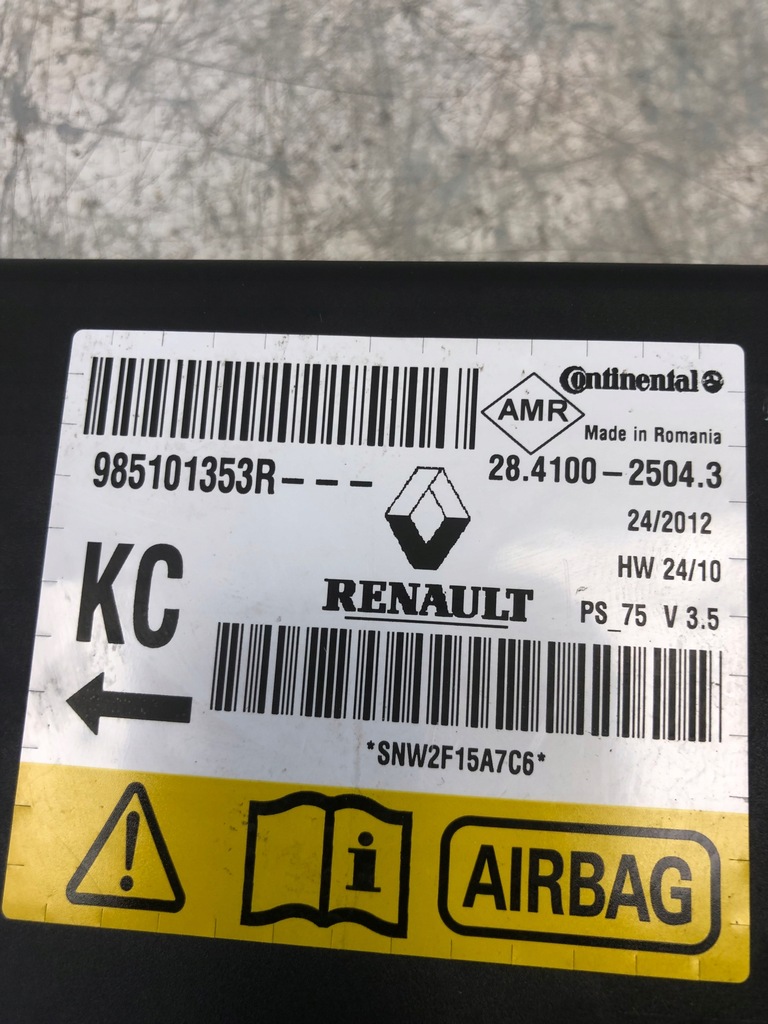 Continental
AMR
Made in Romania
985101353R---
28.4100-2504.3
24/2012
KC
HW 24/10
RENAULT
PS_75 V 3.5
*SNW2F15A7C6*
i
AIRBAG